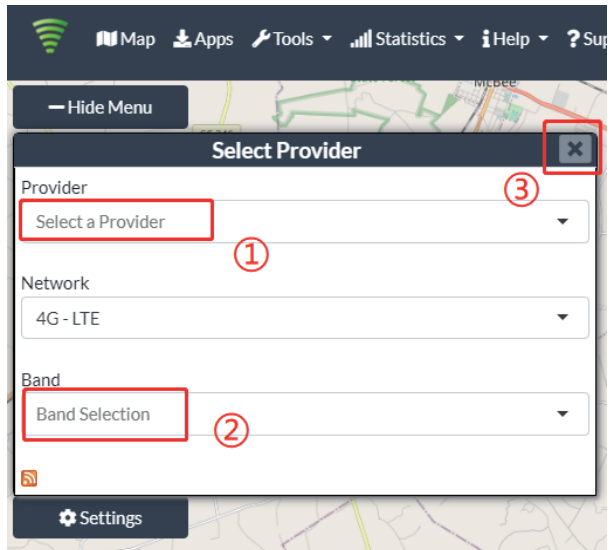 Map Apps Tools Statistics Help ? Sup
McBee
Hide Menu
Select Provider
Provider
③
Select a Provider
①
Network
4G - LTE
Band
Band Selection
②
Settings